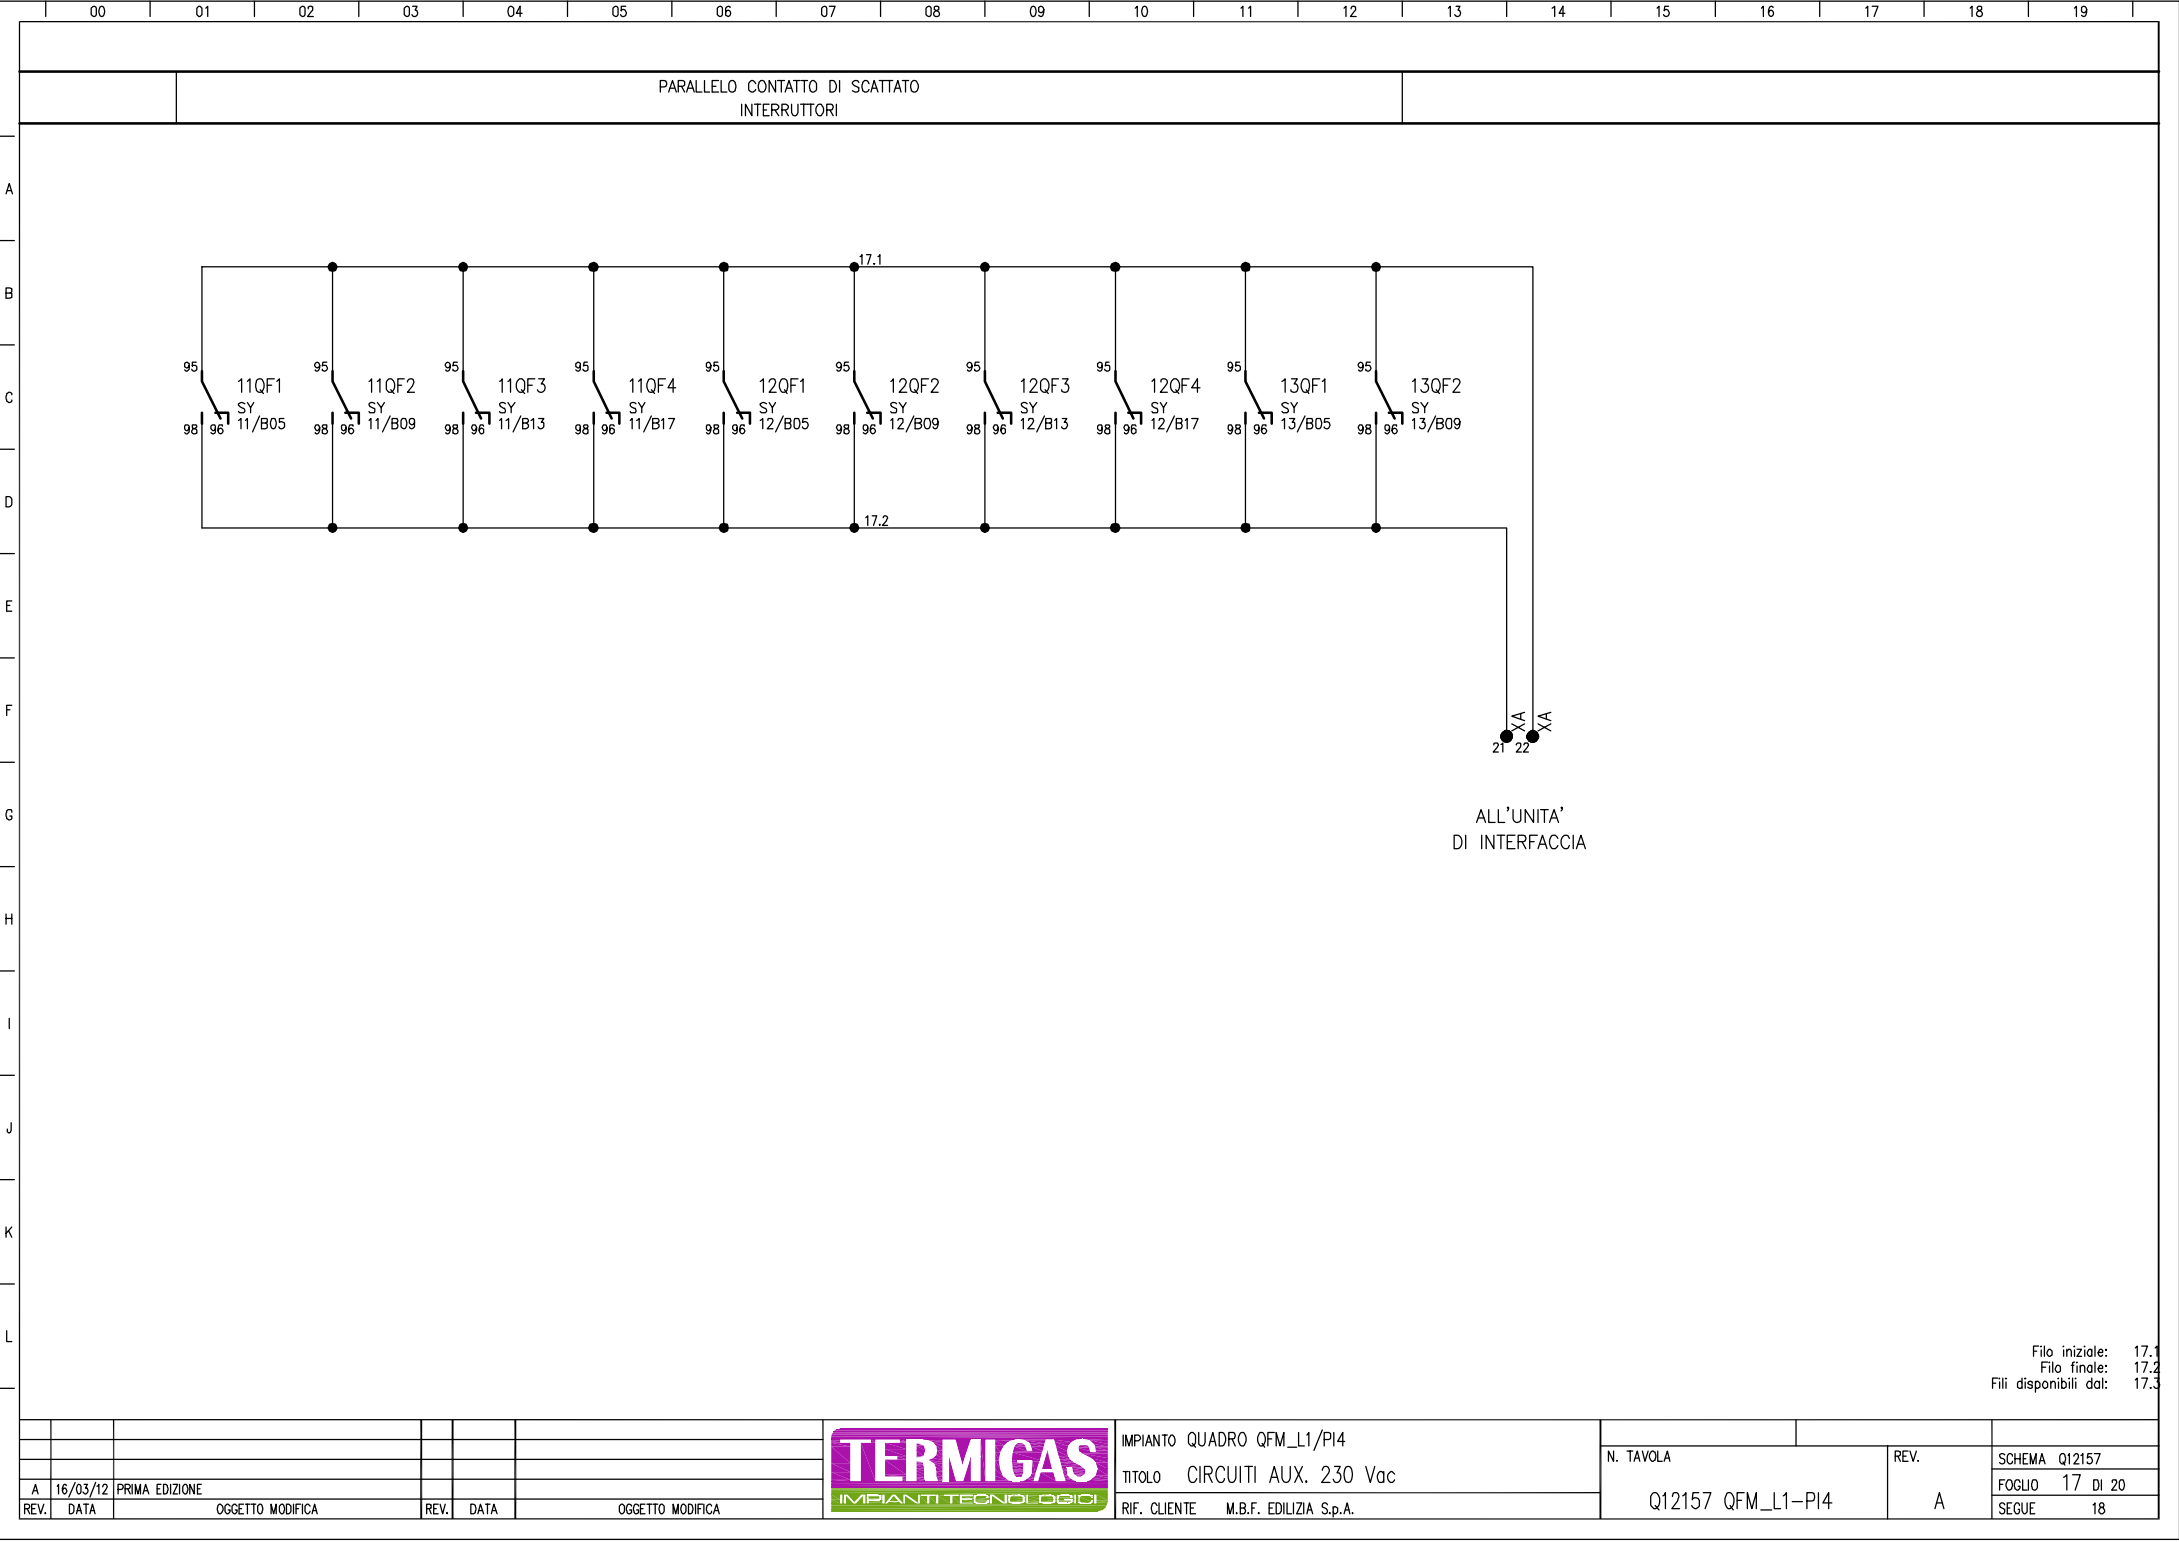 00 01 02 03 04 05 06 07 08 09 10 11 12 13 14 15 16 17 18 19
PARALLELO CONTATTO DI SCATTATO
INTERRUTTORI
A
B
C
D
E
F
G
H
I
J
K
L
17.1
95 95 95 95 95 95 95 95 95 95
11QF1 11QF2 11QF3 11QF4 12QF1 12QF2 12QF3 12QF4 13QF1 13QF2
SY SY SY SY SY SY SY SY SY SY
11/B05 11/B09 11/B13 11/B17 12/B05 12/B09 12/B13 12/B17 13/B05 13/B09
98 96 98 96 98 96 98 96 98 96 98 96 98 96 98 96 98 96 98 96
17.2
XA XA
21 22
ALL'UNITA'
DI INTERFACCIA
Filo iniziale: 17.1
Filo finale: 17.2
Fili disponibili dal: 17.3
A 16/03/12 PRIMA EDIZIONE
REV. DATA OGGETTO MODIFICA REV. DATA OGGETTO MODIFICA
TERMIGAS
IMPIANTI TECNOLOGICI
IMPIANTO QUADRO QFM_L1/PI4
TITOLO CIRCUITI AUX. 230 Vac
RIF. CLIENTE M.B.F. EDILIZIA S.p.A.
N. TAVOLA
Q12157 QFM_L1-PI4
REV.
A
SCHEMA Q12157
FOGLIO 17 DI 20
SEGUE 18